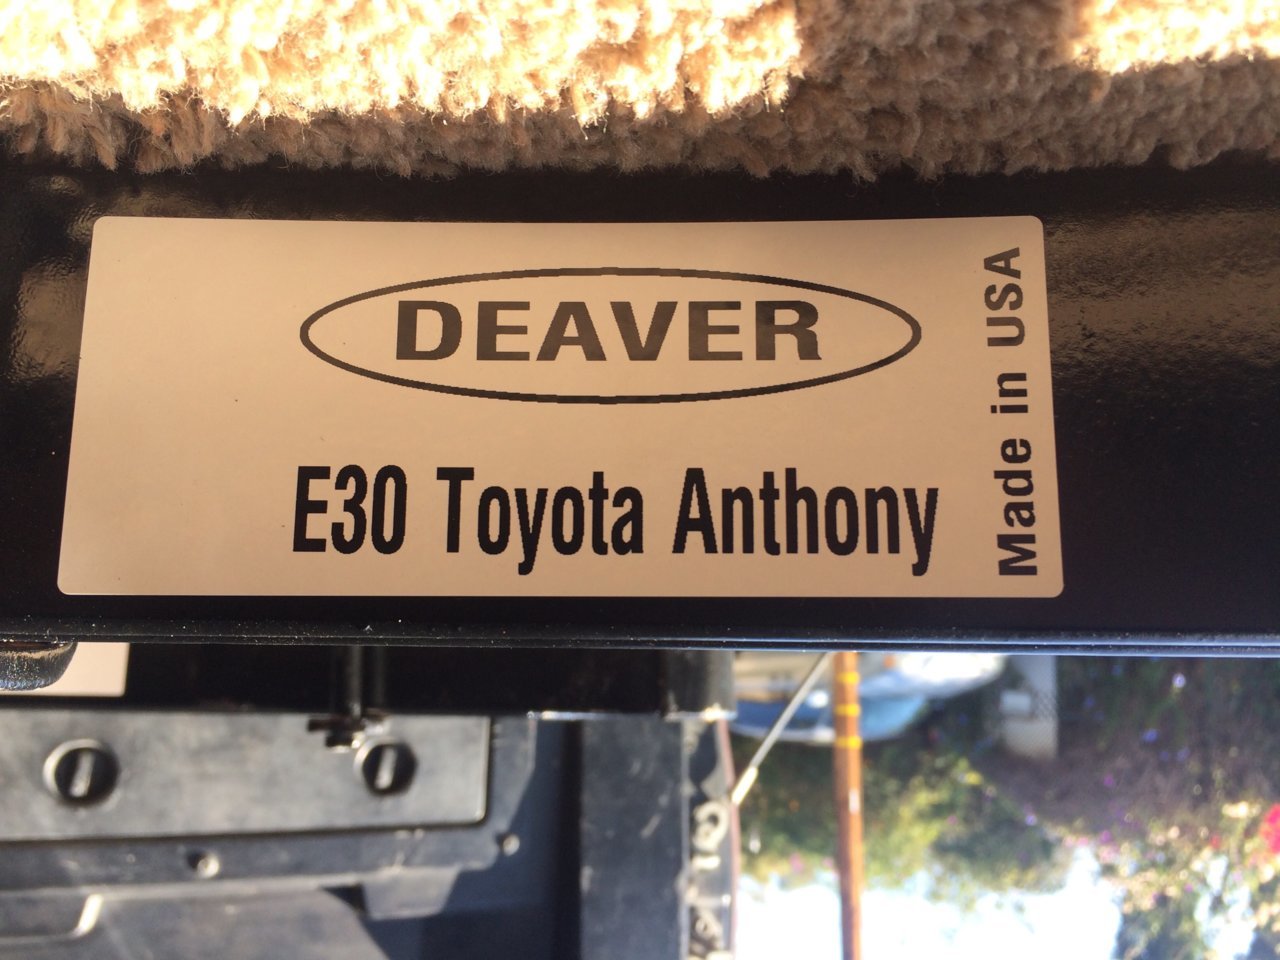 DEAVER
E30 Toyota Anthony
Made in USA